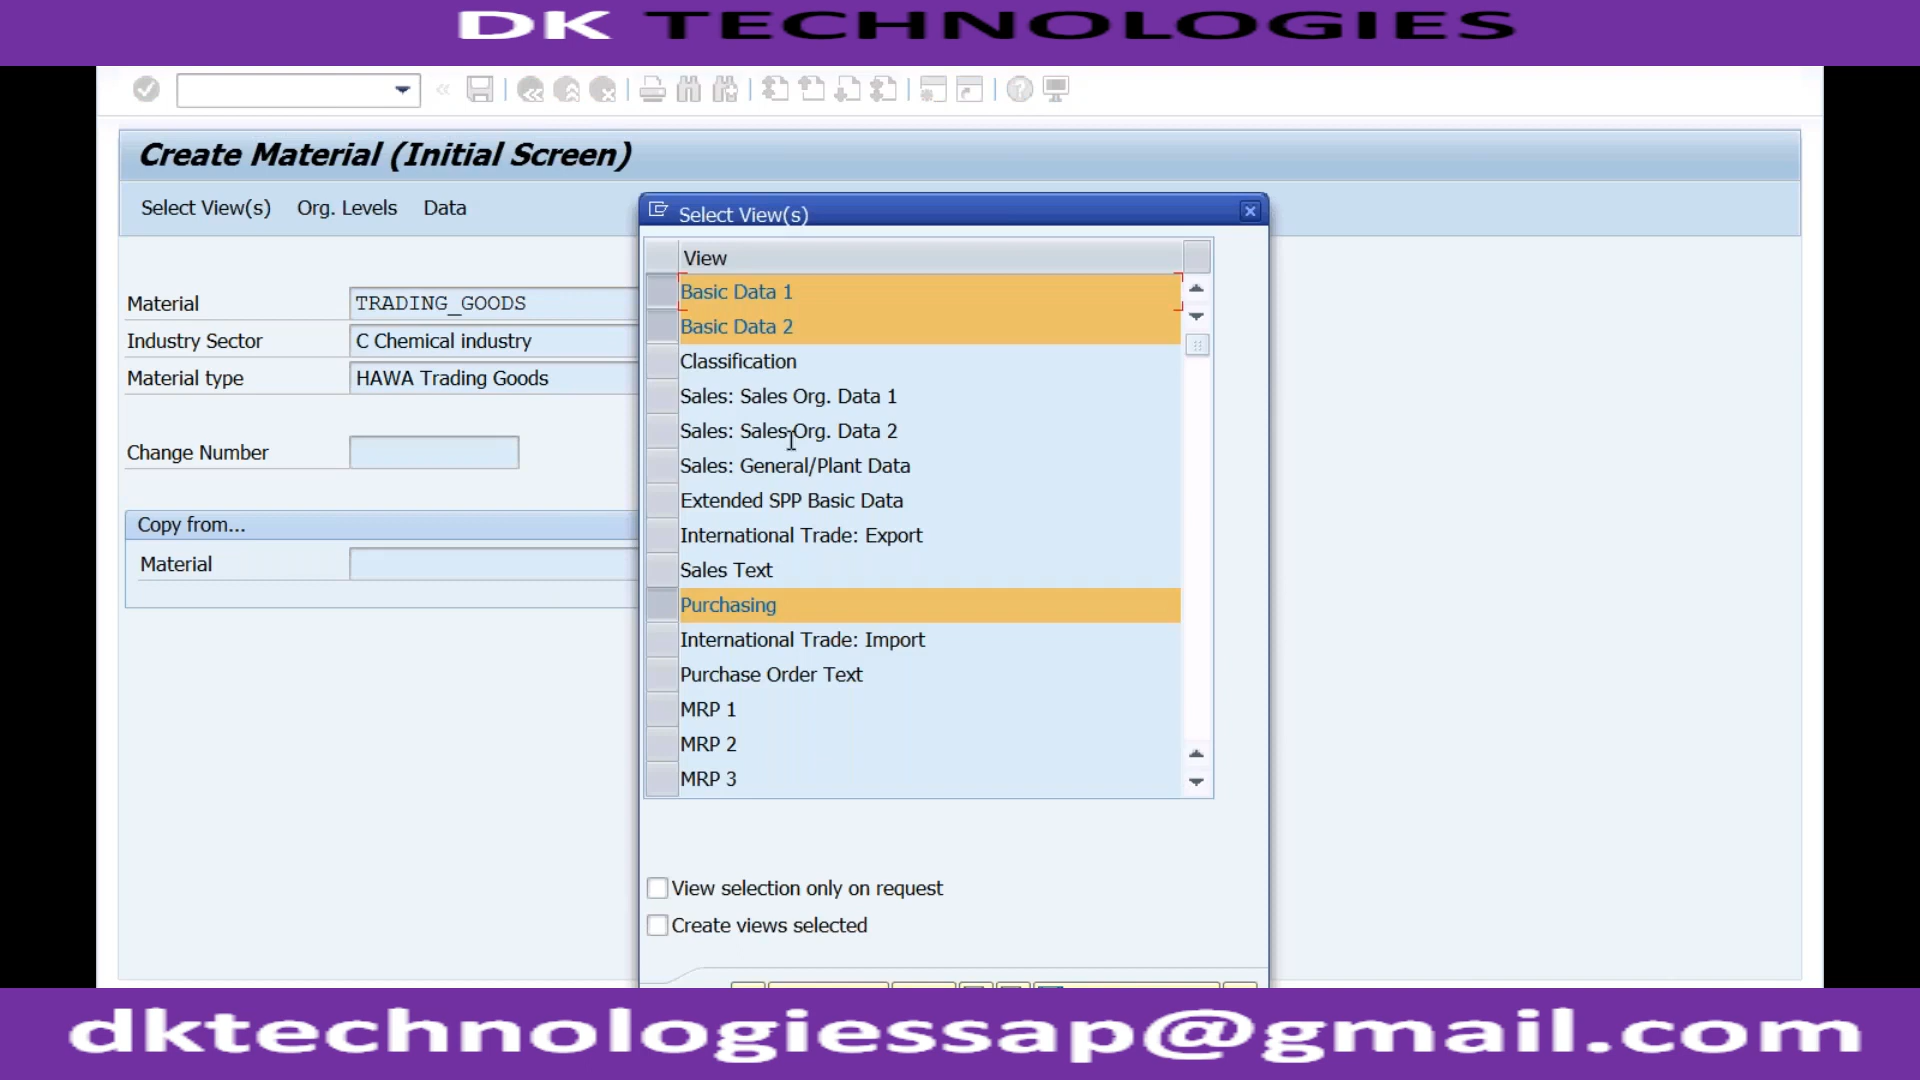 DK TECHNOLOGIES
Create Material (Initial Screen)
Select View(s) Org. Levels Data
Select View(s)
View
Material TRADING_GOODS
Industry Sector C Chemical industry
Material type HAWA Trading Goods
Change Number
Copy from...
Material
Basic Data 1
Basic Data 2
Classification
Sales: Sales Org. Data 1
Sales: Sales Org. Data 2
Sales: General/Plant Data
Extended SPP Basic Data
International Trade: Export
Sales Text
Purchasing
International Trade: Import
Purchase Order Text
MRP 1
MRP 2
MRP 3
View selection only on request
Create views selected
dktechnologiessap@gmail.com